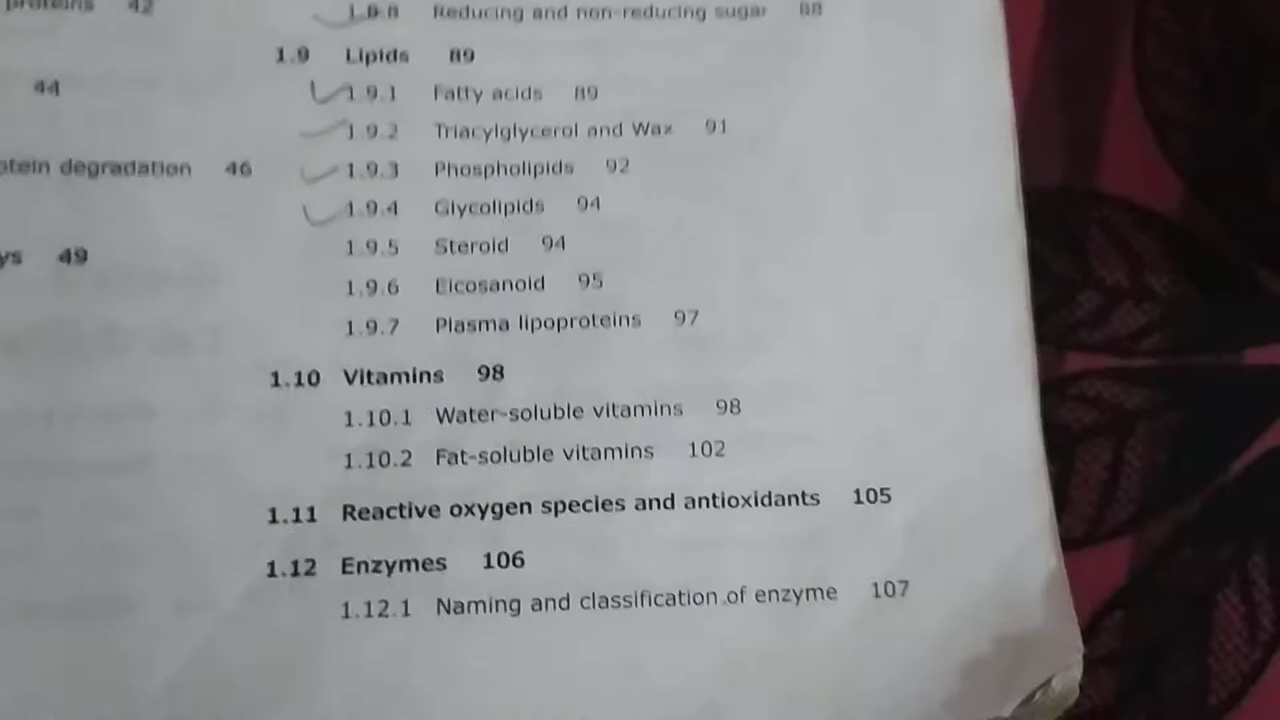 proteins 42
44
otein degradation 46
ys 49
1.8.8 Reducing and non-reducing sugar 88
1.9 Lipids 89
1.9.1 Fatty acids 89
1.9.2 Triacylglycerol and Wax 91
1.9.3 Phospholipids 92
1.9.4 Glycolipids 94
1.9.5 Steroid 94
1.9.6 Eicosanoid 95
1.9.7 Plasma lipoproteins 97
1.10 Vitamins 98
1.10.1 Water-soluble vitamins 98
1.10.2 Fat-soluble vitamins 102
1.11 Reactive oxygen species and antioxidants 105
1.12 Enzymes 106
1.12.1 Naming and classification of enzyme 107